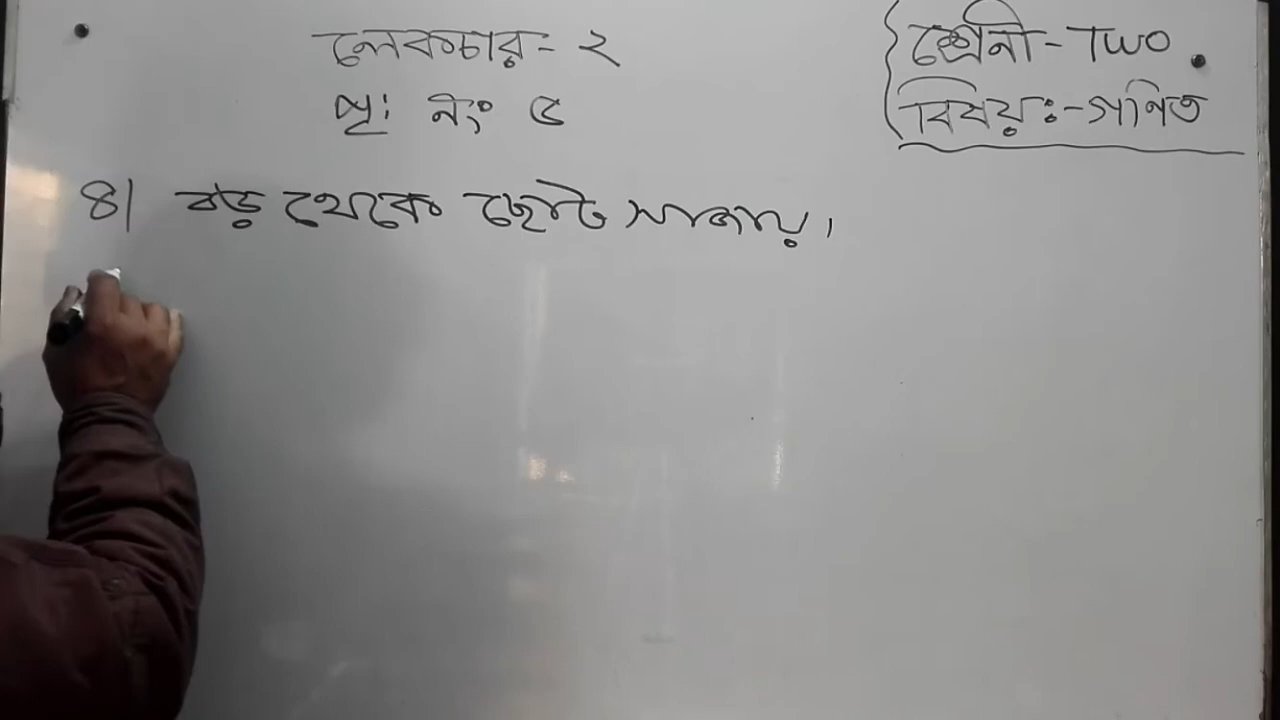 লেকচার - ২
পৃঃ নং ৫
শ্রেনী - Two
বিষয়ঃ - গনিত
৪। বড় থেকে ছোট সাজায়।